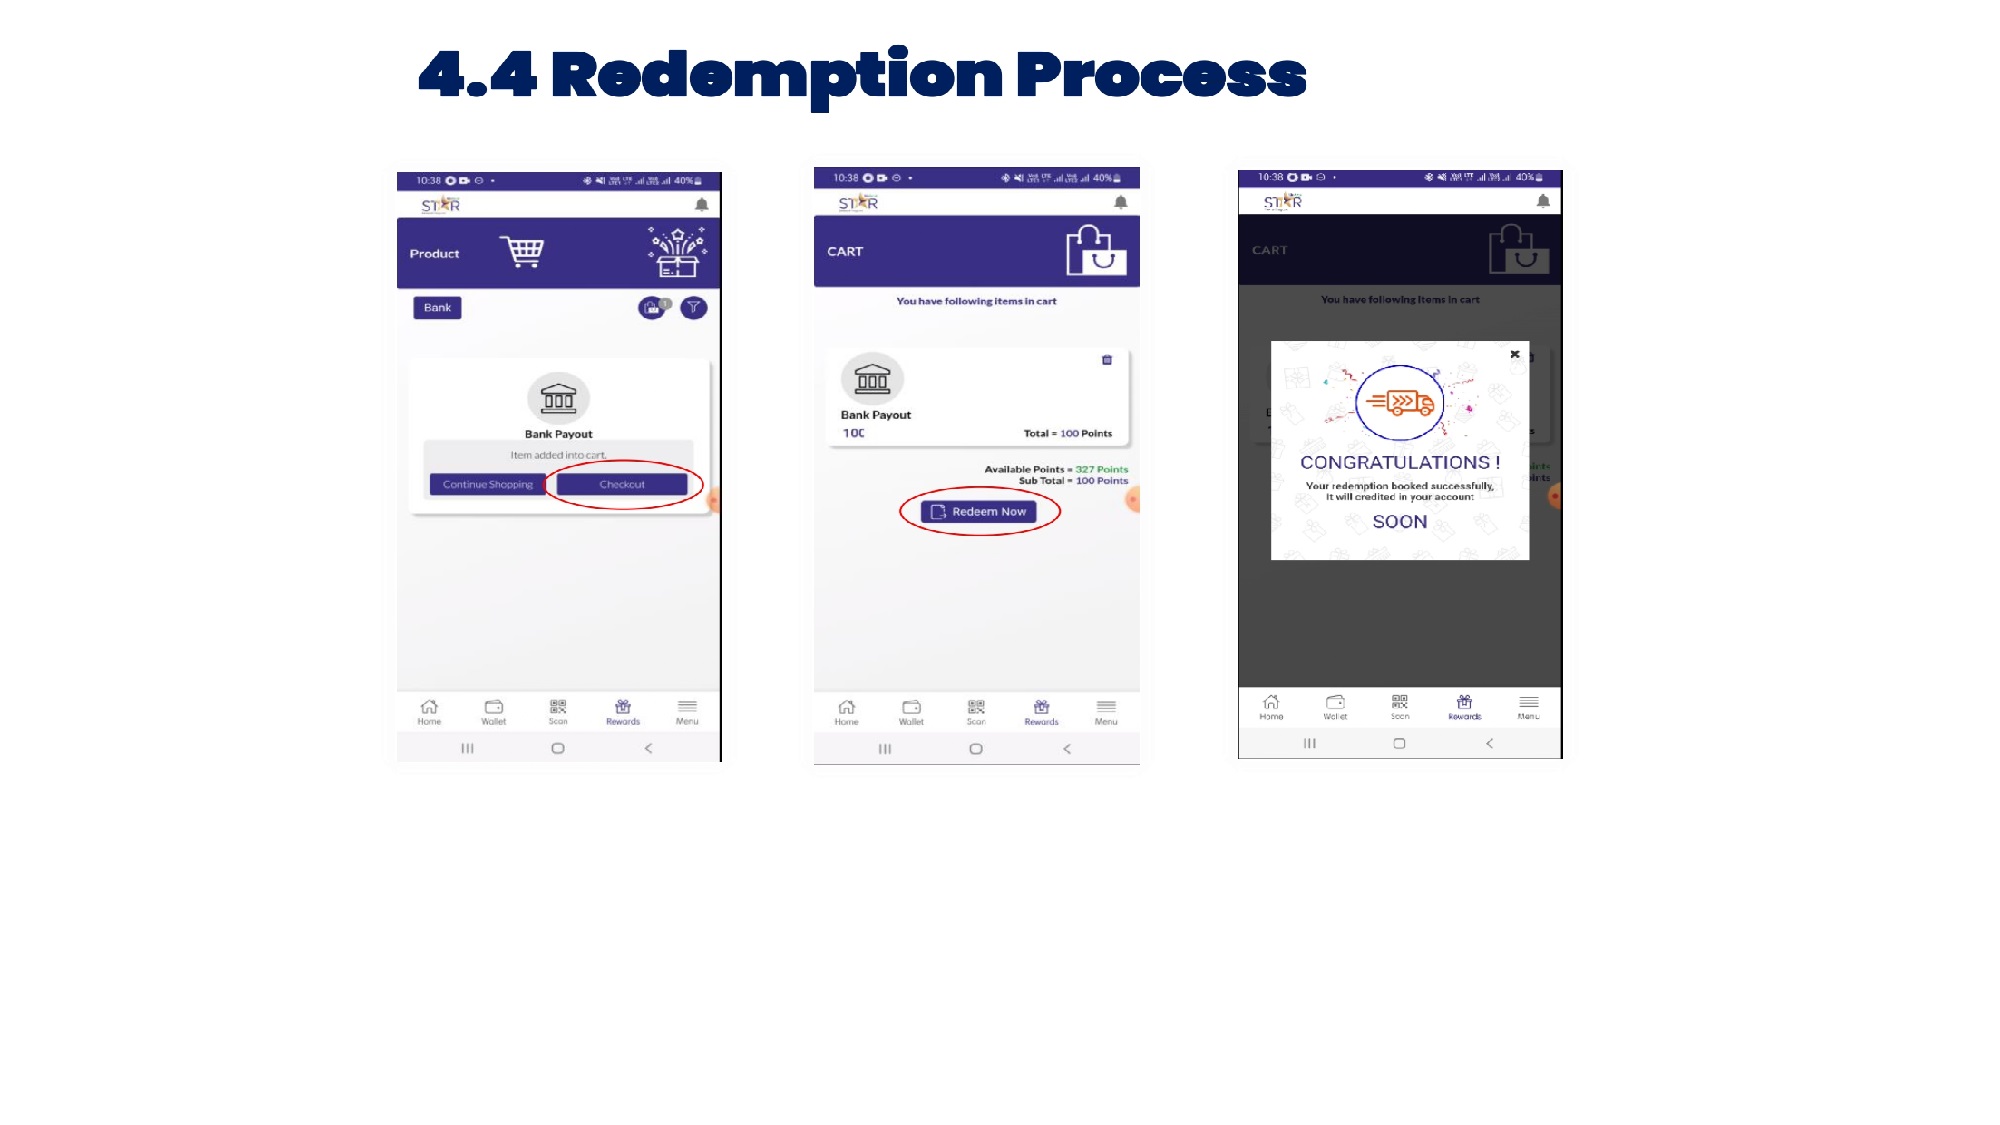 4.4 Redemption Process
10:38
40%
STAR
Product
Bank
1
Bank Payout
Item added into cart.
Continue Shopping
Checkout
Home
Wallet
Scan
Rewards
Menu
10:38
40%
STAR
CART
You have following items in cart
Bank Payout
100
Total = 100 Points
Available Points = 327 Points
Sub Total = 100 Points
Redeem Now
Home
Wallet
Scan
Rewards
Menu
10:38
40%
STAR
CART
You have following items in cart
CONGRATULATIONS !
Your redemption booked successfully,
It will credited in your account
SOON
Home
Wallet
Scan
Rewards
Menu